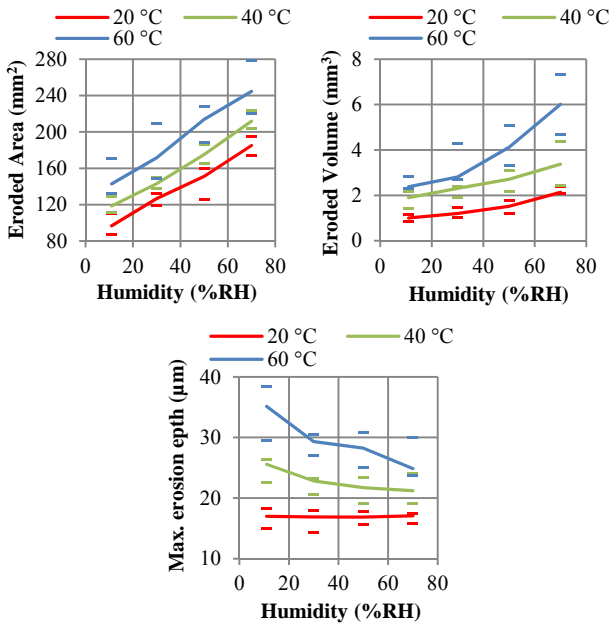 20 °C 40 °C
60 °C
280
240
200
160
120
80
0 20 40 60 80
Eroded Area (mm²)
Humidity (%RH)
20 °C 40 °C
60 °C
8
6
4
2
0
0 20 40 60 80
Eroded Volume (mm³)
Humidity (%RH)
20 °C 40 °C
60 °C
40
30
20
10
0 20 40 60 80
Max. erosion epth (µm)
Humidity (%RH)